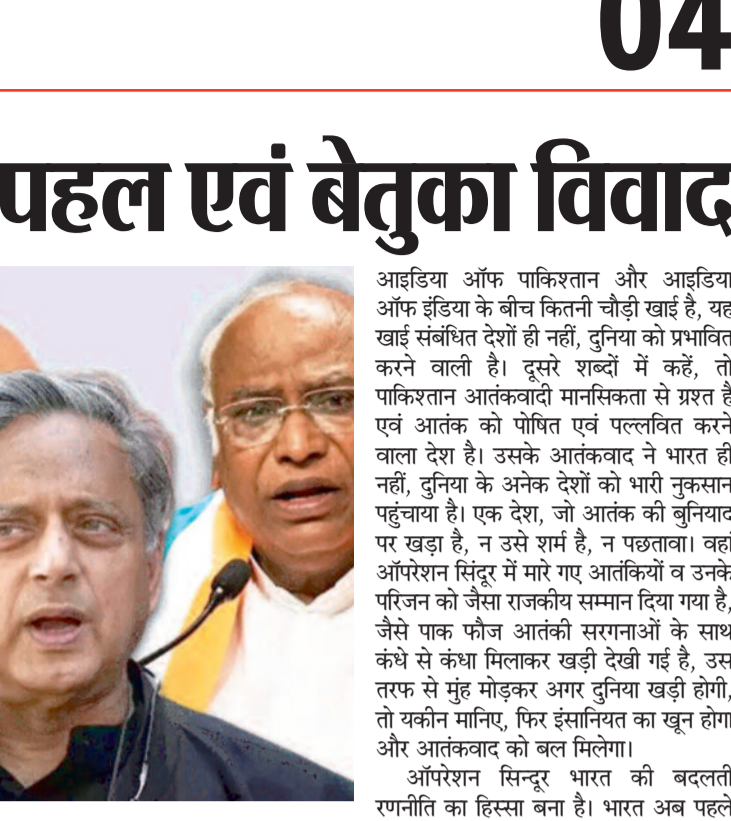 04
पहल एवं बेतुका विवाद
आइडिया ऑफ पाकिश्तान और आइडिया
ऑफ इंडिया के बीच कितनी चौड़ी खाई है, यह
खाई संबंधित देशों ही नहीं, दुनिया को प्रभावित
करने वाली है। दूसरे शब्दों में कहें, तो
पाकिश्तान आतंकवादी मानसिकता से ग्रश्त है
एवं आतंक को पोषित एवं पल्लवित करने
वाला देश है। उसके आतंकवाद ने भारत ही
नहीं, दुनिया के अनेक देशों को भारी नुकसान
पहुंचाया है। एक देश, जो आतंक की बुनियाद
पर खड़ा है, न उसे शर्म है, न पछतावा। वहां
ऑपरेशन सिंदूर में मारे गए आतंकियों व उनके
परिजन को जैसा राजकीय सम्मान दिया गया है,
जैसे पाक फौज आतंकी सरगनाओं के साथ
कंधे से कंधा मिलाकर खड़ी देखी गई है, उस
तरफ से मुंह मोड़कर अगर दुनिया खड़ी होगी,
तो यकीन मानिए, फिर इंसानियत का खून होगा
और आतंकवाद को बल मिलेगा।
ऑपरेशन सिन्दूर भारत की बदलती
रणनीति का हिस्सा बना है। भारत अब पहले